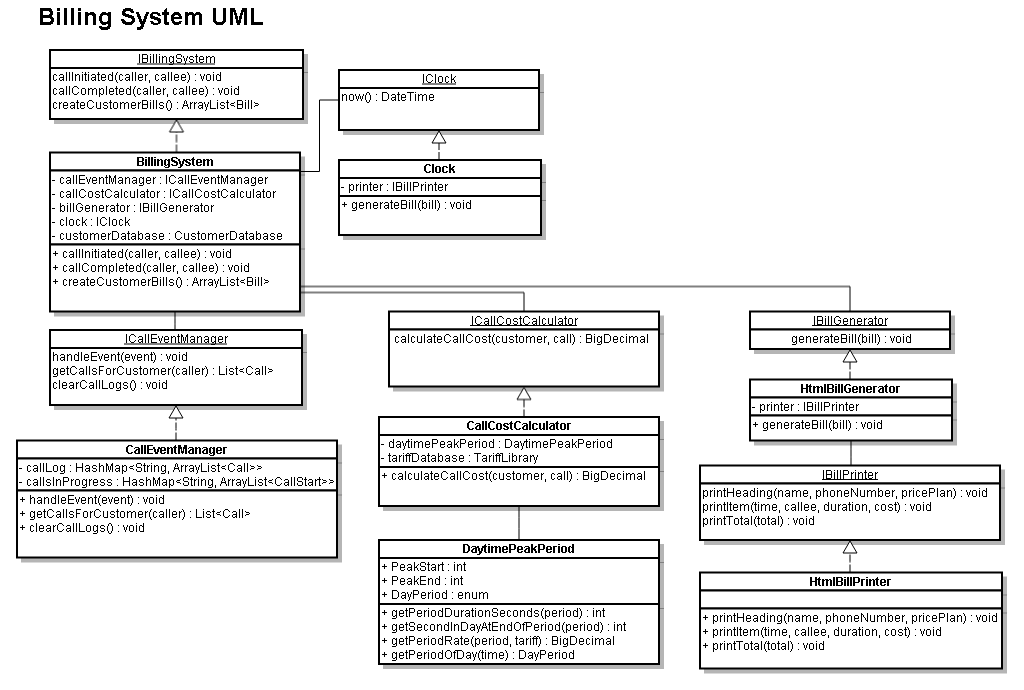 Billing System UML
IBillingSystem
callInitiated(caller, callee) : void
callCompleted(caller, callee) : void
createCustomerBills() : ArrayList<Bill>
IClock
now() : DateTime
BillingSystem
- callEventManager : ICallEventManager
- callCostCalculator : ICallCostCalculator
- billGenerator : IBillGenerator
- clock : IClock
- customerDatabase : CustomerDatabase
+ callInitiated(caller, callee) : void
+ callCompleted(caller, callee) : void
+ createCustomerBills() : ArrayList<Bill>
Clock
- printer : IBillPrinter
+ generateBill(bill) : void
ICallEventManager
handleEvent(event) : void
getCallsForCustomer(caller) : List<Call>
clearCallLogs() : void
ICallCostCalculator
calculateCallCost(customer, call) : BigDecimal
IBillGenerator
generateBill(bill) : void
HtmlBillGenerator
- printer : IBillPrinter
+ generateBill(bill) : void
CallEventManager
- callLog : HashMap<String, ArrayList<Call>>
- callsInProgress : HashMap<String, ArrayList<CallStart>>
+ handleEvent(event) : void
+ getCallsForCustomer(caller) : List<Call>
+ clearCallLogs() : void
CallCostCalculator
- daytimePeakPeriod : DaytimePeakPeriod
- tariffDatabase : TariffLibrary
+ calculateCallCost(customer, call) : BigDecimal
IBillPrinter
printHeading(name, phoneNumber, pricePlan) : void
printItem(time, callee, duration, cost) : void
printTotal(total) : void
DaytimePeakPeriod
+ PeakStart : int
+ PeakEnd : int
+ DayPeriod : enum
+ getPeriodDurationSeconds(period) : int
+ getSecondInDayAtEndOfPeriod(period) : int
+ getPeriodRate(period, tariff) : BigDecimal
+ getPeriodOfDay(time) : DayPeriod
HtmlBillPrinter
+ printHeading(name, phoneNumber, pricePlan) : void
+ printItem(time, callee, duration, cost) : void
+ printTotal(total) : void